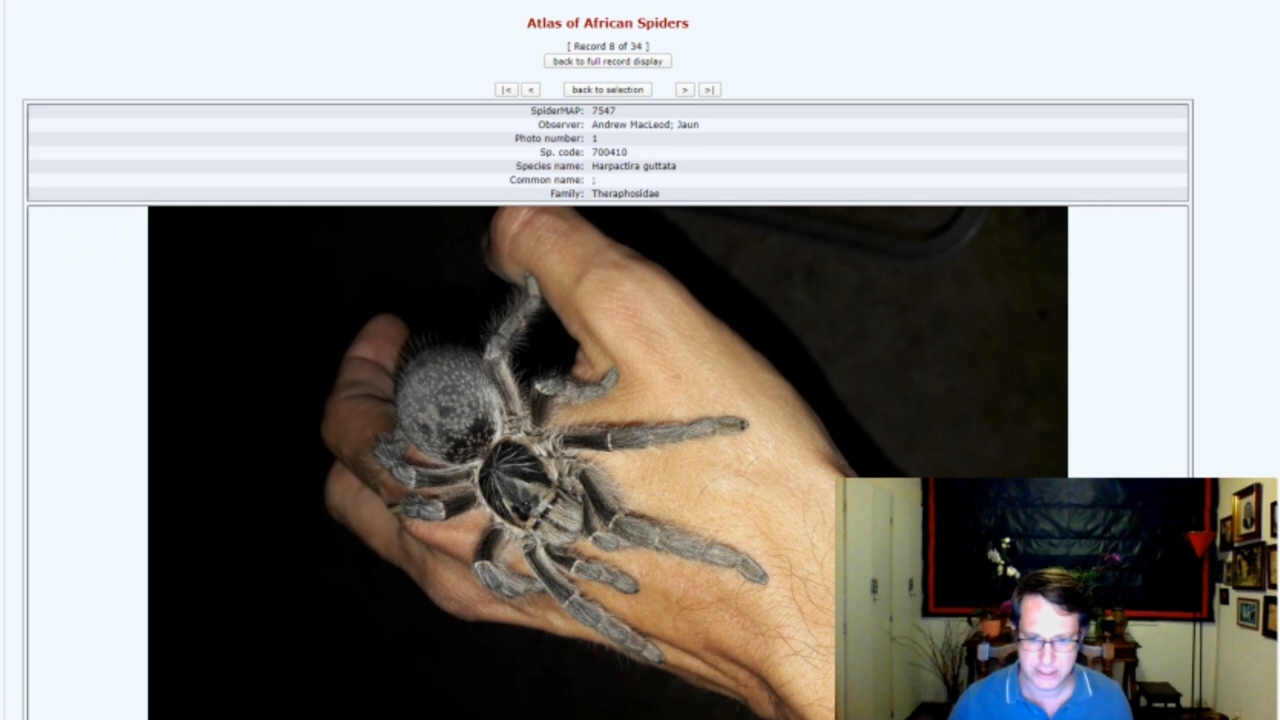 Atlas of African Spiders
[ Record 8 of 34 ]
back to full record display
|< < back to selection > >|
SpiderMAP: 7547
Observer: Andrew MacLeod; Jaun
Photo number: 1
Sp. code: 700410
Species name: Harpactira guttata
Common name: ;
Family: Theraphosidae